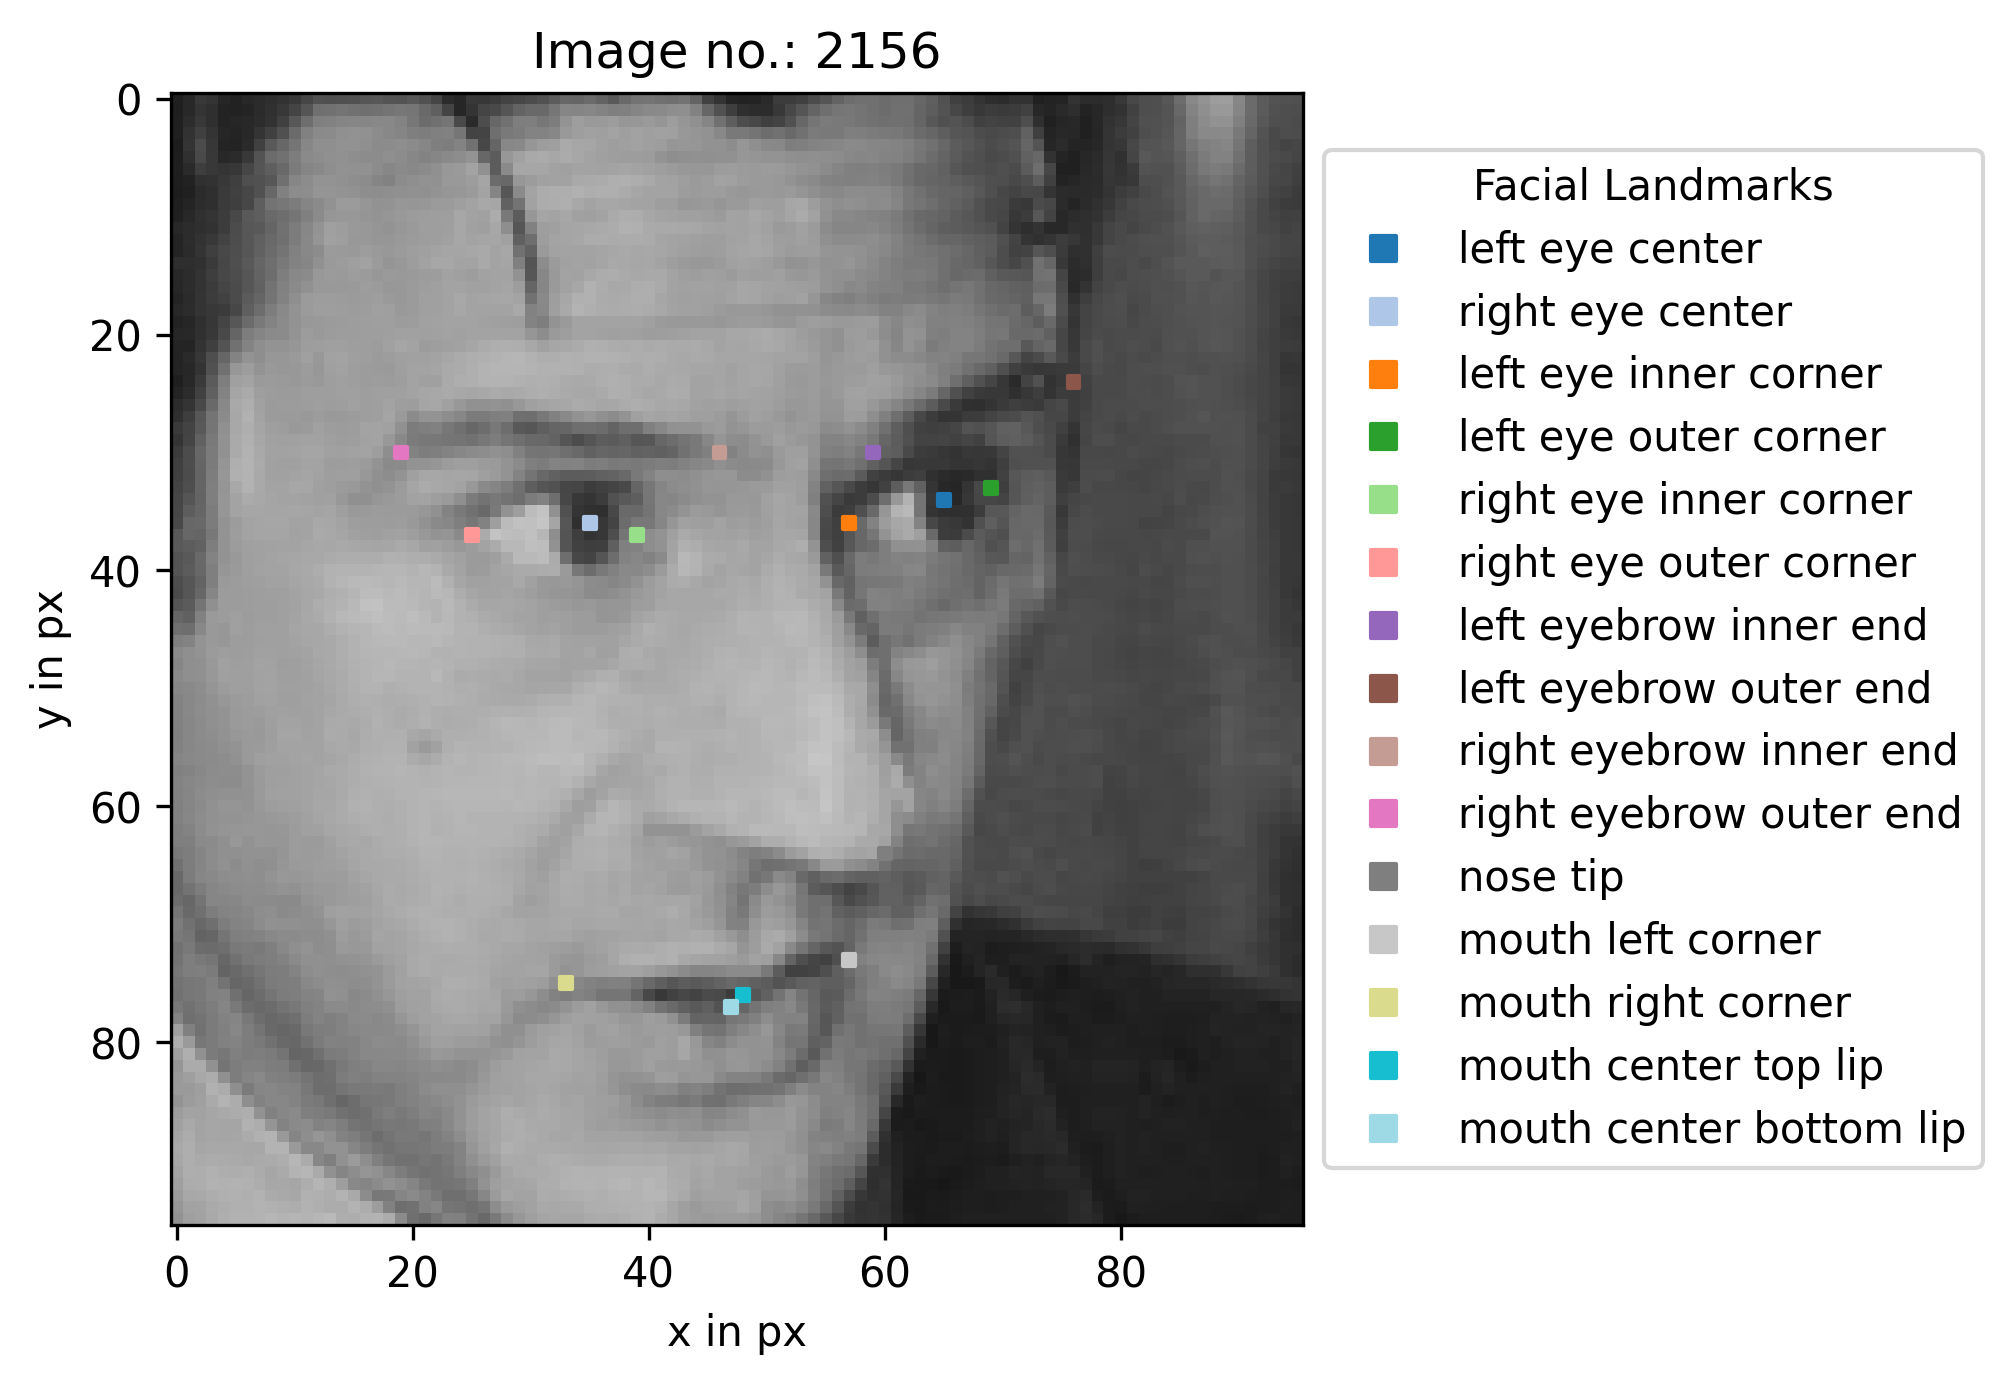 Image no.: 2156
0
20
40
60
80
y in px
0 20 40 60 80
x in px
Facial Landmarks
left eye center
right eye center
left eye inner corner
left eye outer corner
right eye inner corner
right eye outer corner
left eyebrow inner end
left eyebrow outer end
right eyebrow inner end
right eyebrow outer end
nose tip
mouth left corner
mouth right corner
mouth center top lip
mouth center bottom lip